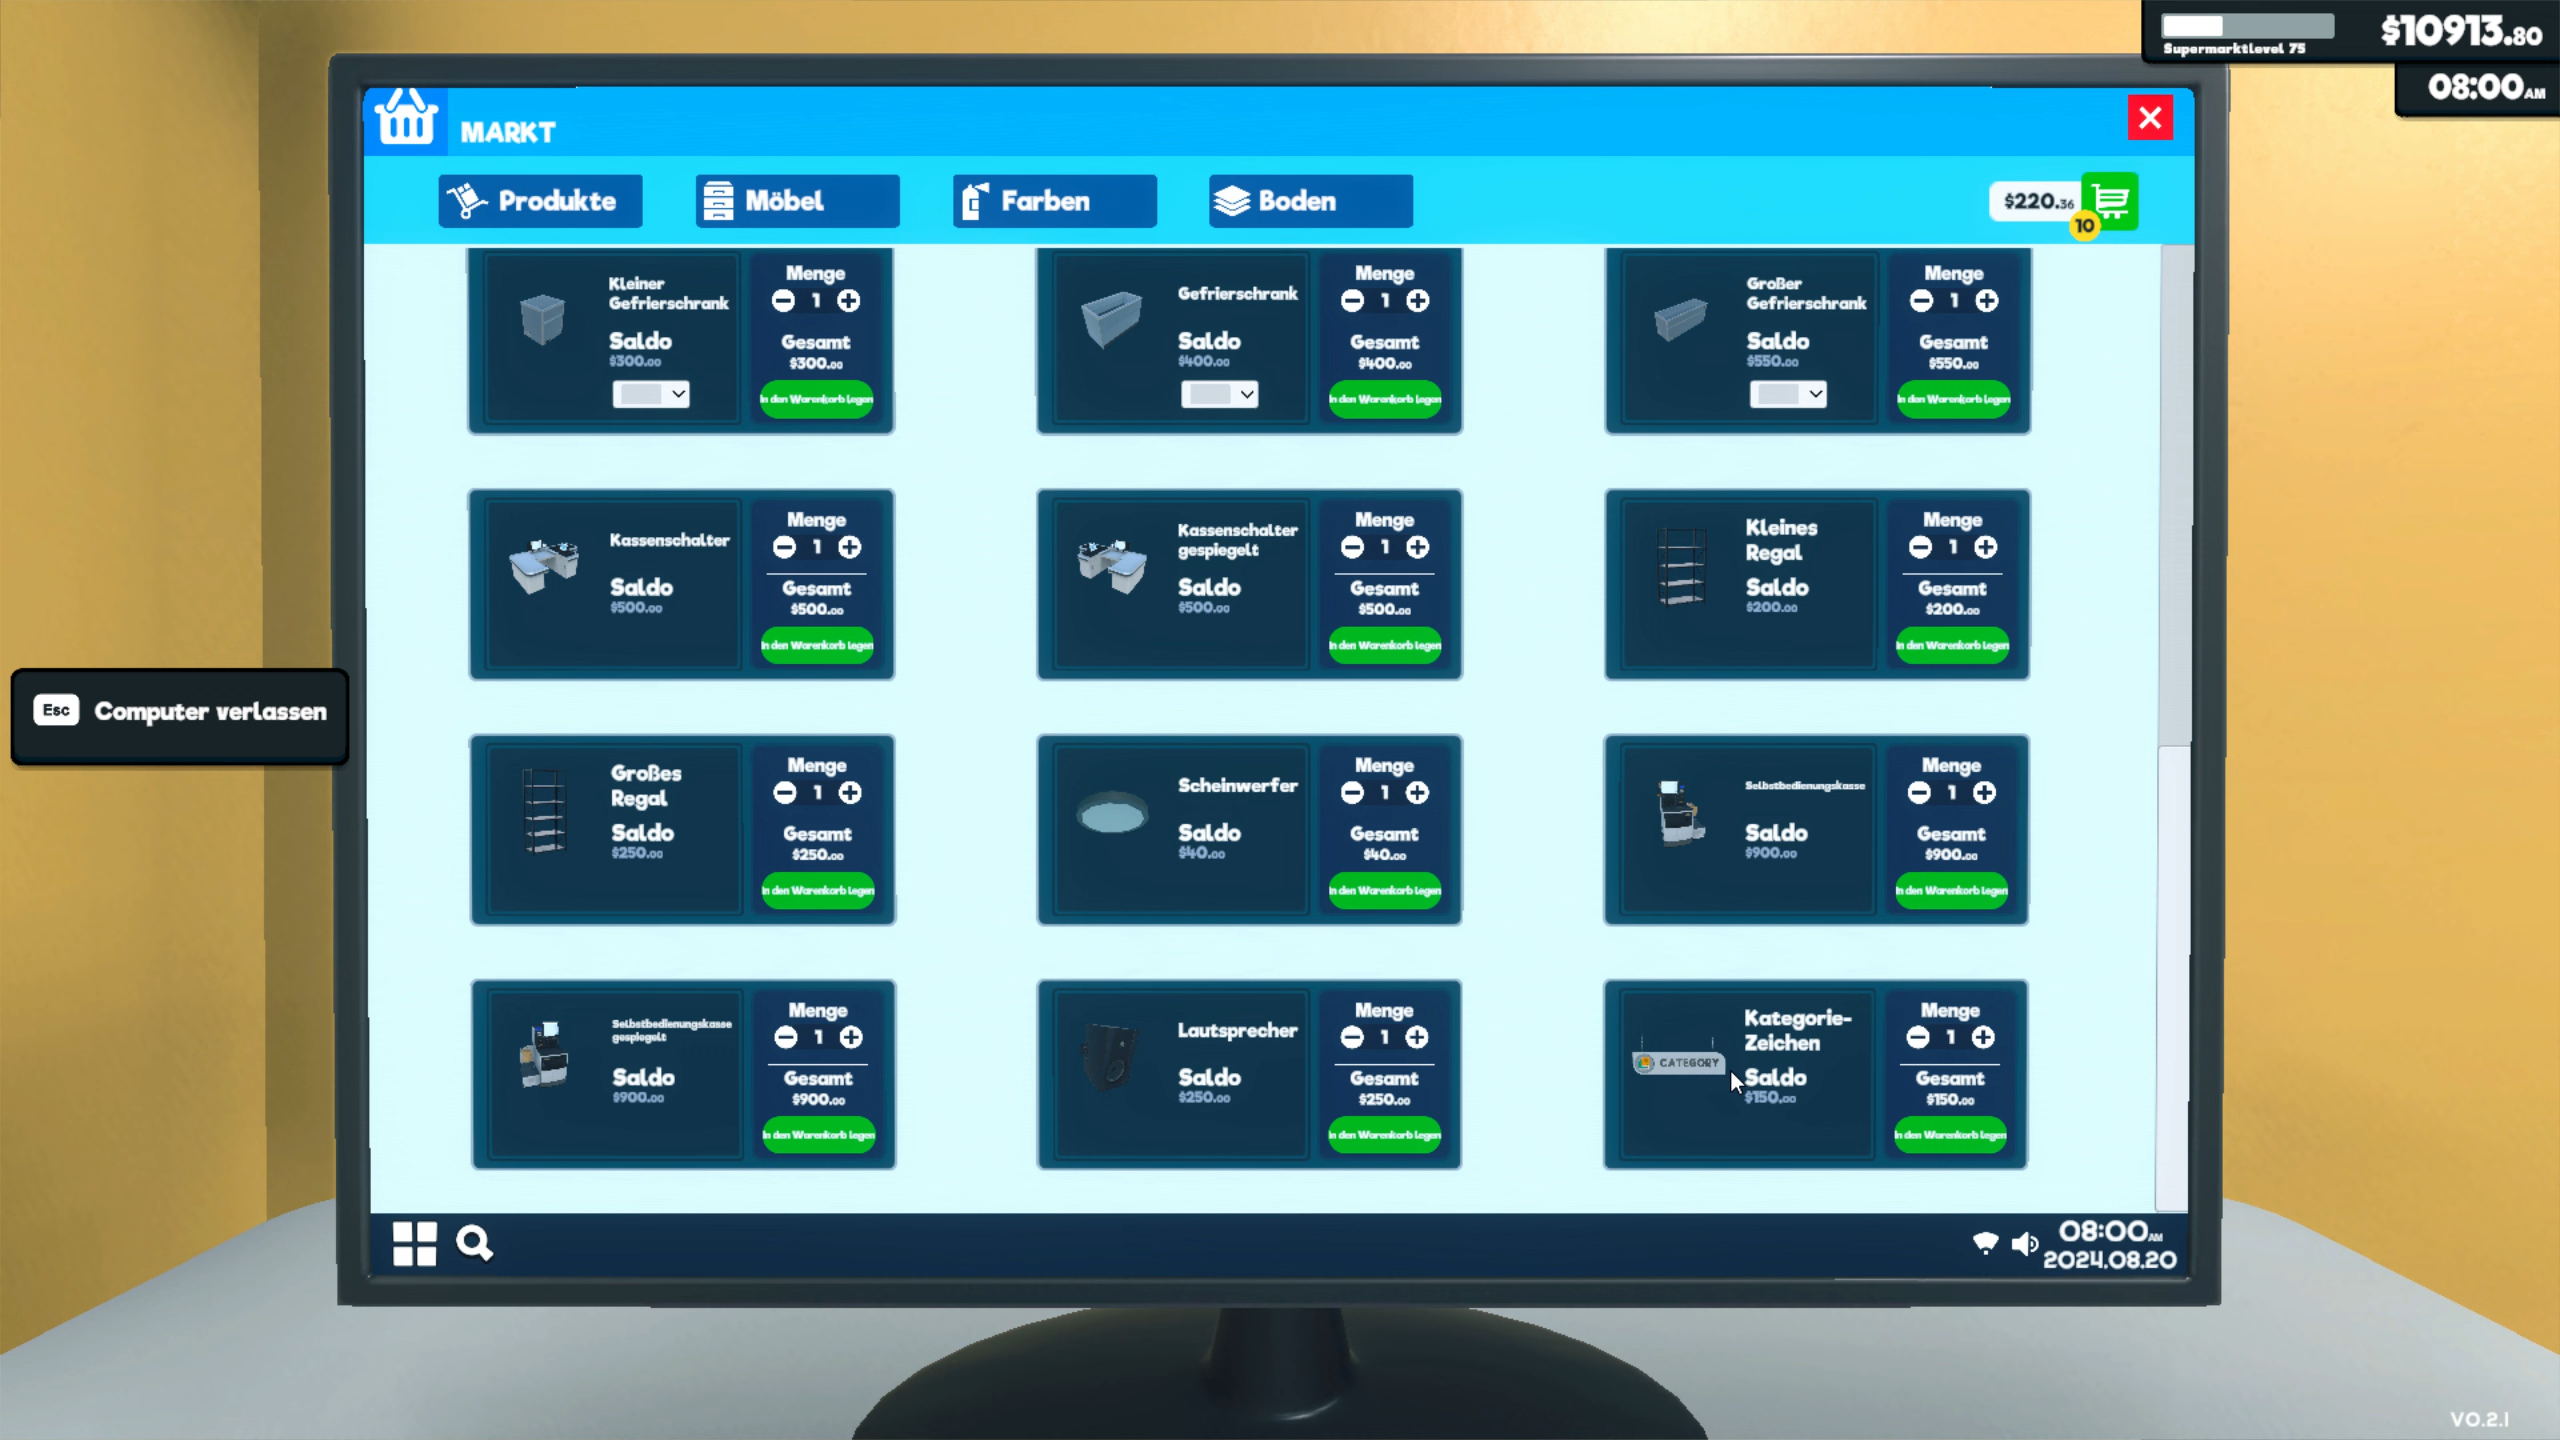 Supermarktlevel 75
$10913.80
08:00AM
MARKT
Produkte
Möbel
Farben
Boden
$220.36
10
Kleiner
Gefrierschrank
Saldo
$300.00
Menge
1
Gesamt
$300.00
In den Warenkorb legen
Gefrierschrank
Saldo
$400.00
Menge
1
Gesamt
$400.00
In den Warenkorb legen
Großer
Gefrierschrank
Saldo
$550.00
Menge
1
Gesamt
$550.00
In den Warenkorb legen
Kassenschalter
Saldo
$500.00
Menge
1
Gesamt
$500.00
In den Warenkorb legen
Kassenschalter
gespiegelt
Saldo
$500.00
Menge
1
Gesamt
$500.00
In den Warenkorb legen
Kleines
Regal
Saldo
$200.00
Menge
1
Gesamt
$200.00
In den Warenkorb legen
Esc Computer verlassen
Großes
Regal
Saldo
$250.00
Menge
1
Gesamt
$250.00
In den Warenkorb legen
Scheinwerfer
Saldo
$40.00
Menge
1
Gesamt
$40.00
In den Warenkorb legen
Selbstbedienungskasse
Saldo
$900.00
Menge
1
Gesamt
$900.00
In den Warenkorb legen
Selbstbedienungskasse
gespiegelt
Saldo
$900.00
Menge
1
Gesamt
$900.00
In den Warenkorb legen
Lautsprecher
Saldo
$250.00
Menge
1
Gesamt
$250.00
In den Warenkorb legen
CATEGORY
Kategorie-
Zeichen
Saldo
$150.00
Menge
1
Gesamt
$150.00
In den Warenkorb legen
08:00AM
2024.08.20
V0.2.1